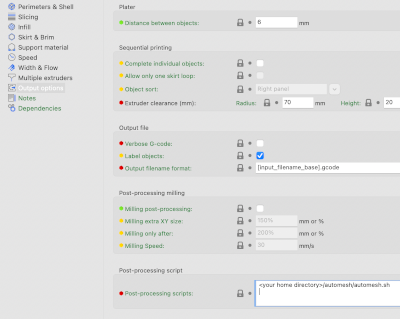 Perimeters & Shell
Slicing
Infill
Skirt & Brim
Support material
Speed
Width & Flow
Multiple extruders
Output options
Notes
Dependencies
Plater
Distance between objects: 6 mm
Sequential printing
Complete individual objects:
Allow only one skirt loop:
Object sort: Right panel
Extruder clearance (mm): Radius: 70 mm Height: 20
Output file
Verbose G-code:
Label objects:
Output filename format: [input_filename_base].gcode
Post-processing milling
Milling post-processing:
Milling extra XY size: 150% mm or %
Milling only after: 200% mm or %
Milling Speed: 30 mm/s
Post-processing script
Post-processing scripts: <your home directory>/automesh/automesh.sh